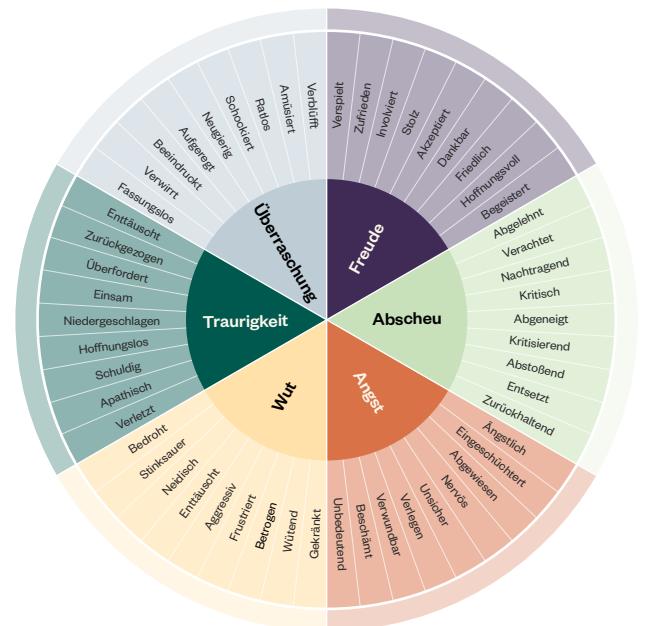 Überraschung
Freude
Abscheu
Angst
Wut
Traurigkeit
Verspielt
Zufrieden
Involviert
Stolz
Akzeptiert
Dankbar
Friedlich
Hoffnungsvoll
Begeistert
Abgelehnt
Verachtet
Nachtragend
Kritisch
Abgeneigt
Kritisierend
Abstoßend
Entsetzt
Zurückhaltend
Ängstlich
Eingeschüchtert
Abgewiesen
Nervös
Unsicher
Verlegen
Verwundbar
Beschämt
Unbedeutend
Gekränkt
Wütend
Betrogen
Frustriert
Aggressiv
Enttäuscht
Neidisch
Stinksauer
Bedroht
Verletzt
Apathisch
Schuldig
Hoffnungslos
Niedergeschlagen
Einsam
Überfordert
Zurückgezogen
Enttäuscht
Fassungslos
Verwirrt
Beeindruckt
Aufgeregt
Neugierig
Schockiert
Ratlos
Amüsiert
Verblüfft